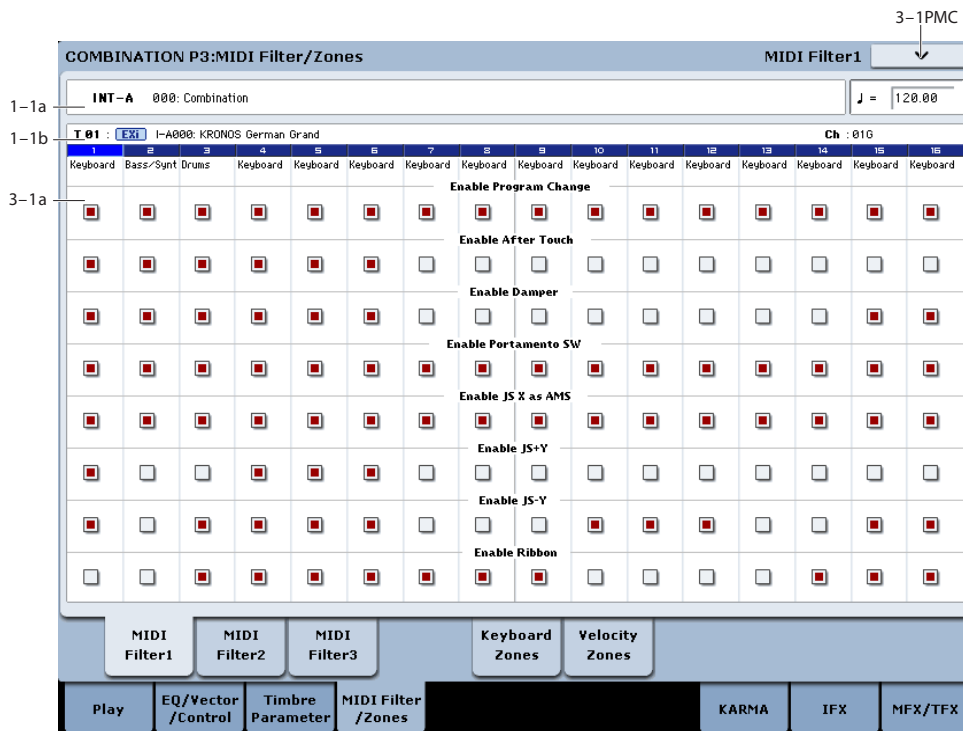 3–1PMC
COMBINATION P3:MIDI Filter/Zones MIDI Filter1
1–1a
INT–A 000: Combination ♩ = 120.00
1–1b
T 01 : EXi I-A000: KRONOS German Grand Ch : 01G
1 2 3 4 5 6 7 8 9 10 11 12 13 14 15 16
Keyboard Bass/Synt Drums Keyboard Keyboard Keyboard Keyboard Keyboard Keyboard Keyboard Keyboard Keyboard Keyboard Keyboard Keyboard Keyboard
Enable Program Change
3–1a
Enable After Touch
Enable Damper
Enable Portamento SW
Enable JS X as AMS
Enable JS+Y
Enable JS-Y
Enable Ribbon
MIDI Filter1 MIDI Filter2 MIDI Filter3 Keyboard Zones Velocity Zones
Play EQ/Vector /Control Timbre Parameter MIDI Filter /Zones KARMA IFX MFX/TFX